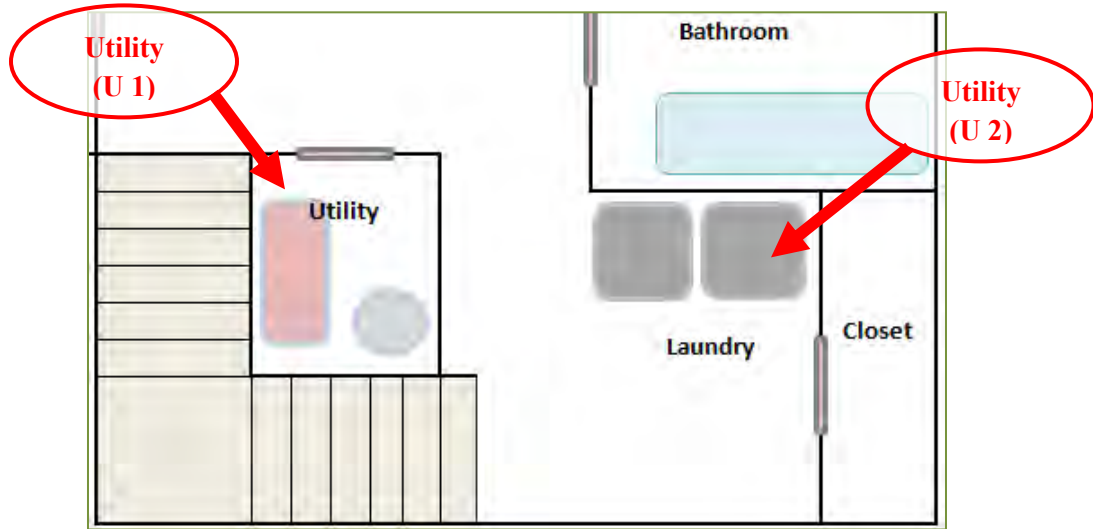 Utility
(U 1)
Bathroom
Utility
(U 2)
Utility
Laundry
Closet